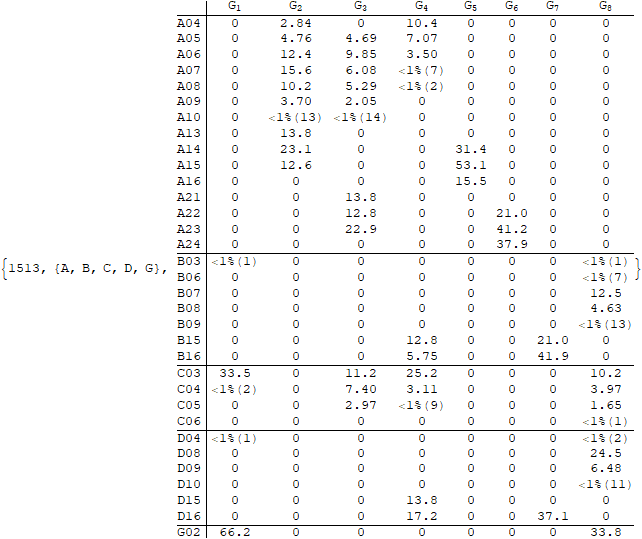 G1 G2 G3 G4 G5 G6 G7 G8
A04 0 2.84 0 10.4 0 0 0 0
A05 0 4.76 4.69 7.07 0 0 0 0
A06 0 12.4 9.85 3.50 0 0 0 0
A07 0 15.6 6.08 <1%(7) 0 0 0 0
A08 0 10.2 5.29 <1%(2) 0 0 0 0
A09 0 3.70 2.05 0 0 0 0 0
A10 0 <1%(13) <1%(14) 0 0 0 0 0
A13 0 13.8 0 0 0 0 0 0
A14 0 23.1 0 0 31.4 0 0 0
A15 0 12.6 0 0 53.1 0 0 0
A16 0 0 0 0 15.5 0 0 0
A21 0 0 13.8 0 0 0 0 0
A22 0 0 12.8 0 0 21.0 0 0
A23 0 0 22.9 0 0 41.2 0 0
A24 0 0 0 0 0 37.9 0 0
{1513, {A, B, C, D, G}, B03 <1%(1) 0 0 0 0 0 0 <1%(1) }
B06 0 0 0 0 0 0 0 <1%(7)
B07 0 0 0 0 0 0 0 12.5
B08 0 0 0 0 0 0 0 4.63
B09 0 0 0 0 0 0 0 <1%(13)
B15 0 0 0 12.8 0 0 21.0 0
B16 0 0 0 5.75 0 0 41.9 0
C03 33.5 0 11.2 25.2 0 0 0 10.2
C04 <1%(2) 0 7.40 3.11 0 0 0 3.97
C05 0 0 2.97 <1%(9) 0 0 0 1.65
C06 0 0 0 0 0 0 0 <1%(1)
D04 <1%(1) 0 0 0 0 0 0 <1%(2)
D08 0 0 0 0 0 0 0 24.5
D09 0 0 0 0 0 0 0 6.48
D10 0 0 0 0 0 0 0 <1%(11)
D15 0 0 0 13.8 0 0 0 0
D16 0 0 0 17.2 0 0 37.1 0
G02 66.2 0 0 0 0 0 0 33.8